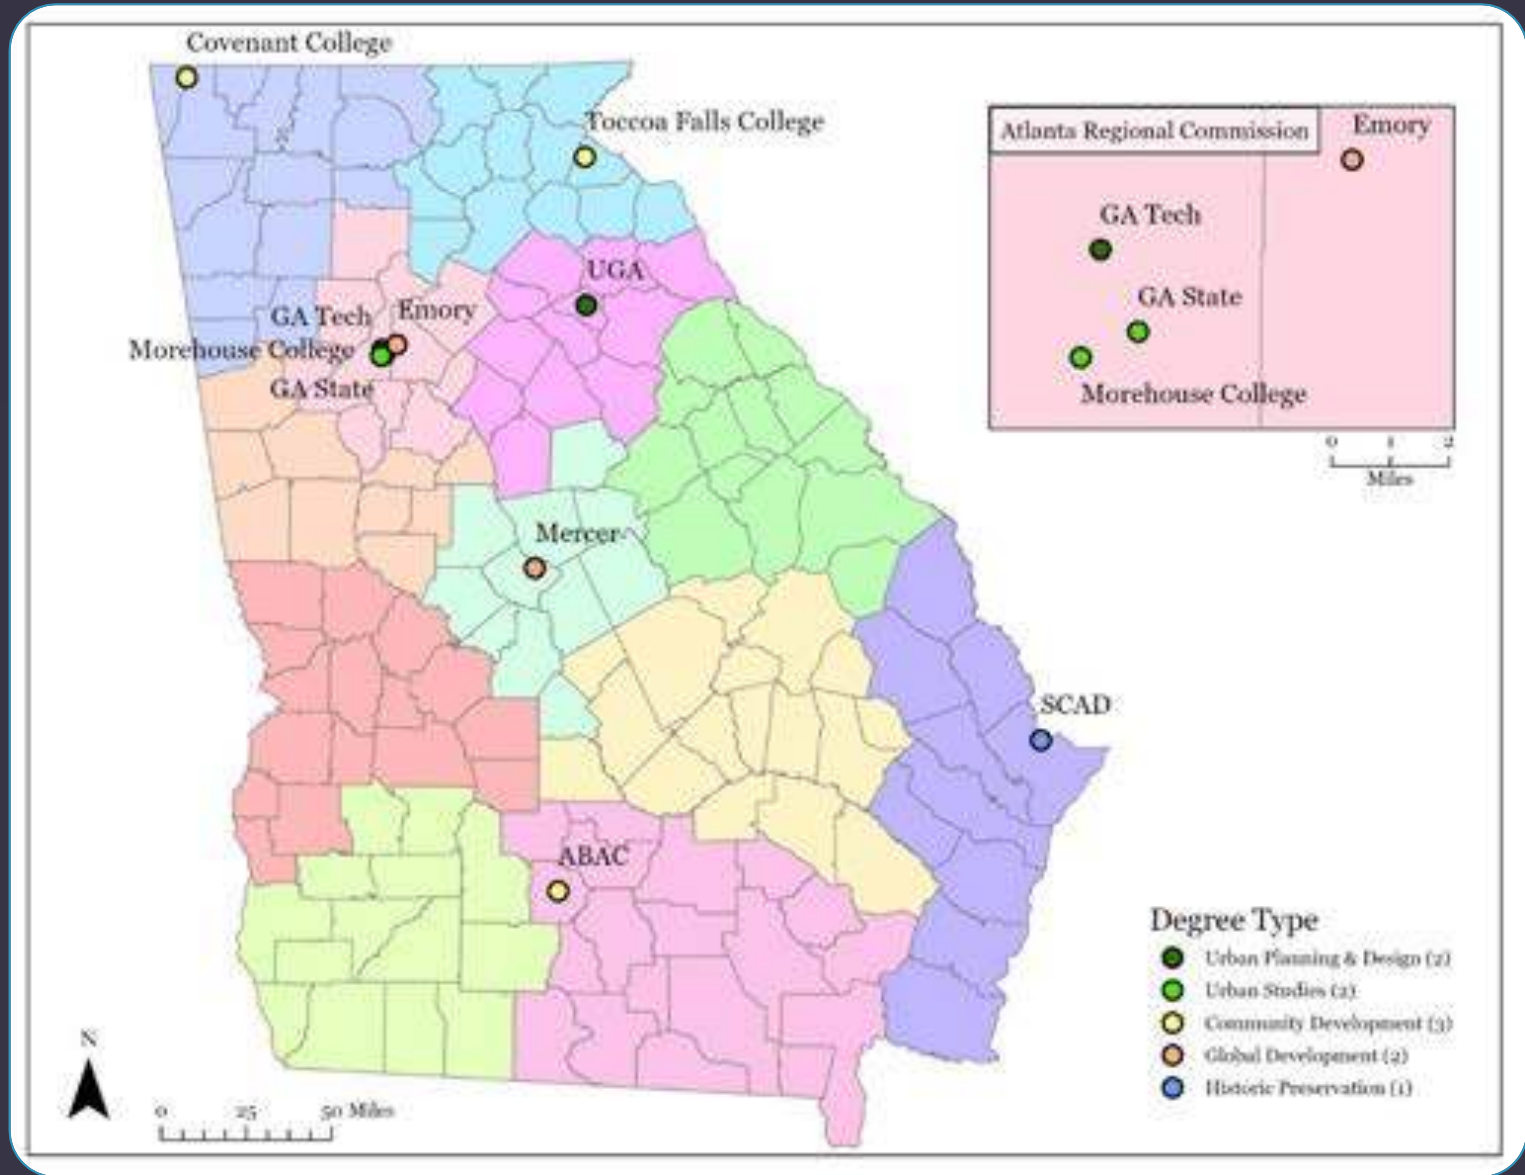 Covenant College
Toccoa Falls College
UGA
GA Tech
Emory
Morehouse College
GA State
Mercer
SCAD
ABAC
Atlanta Regional Commission
Emory
GA Tech
GA State
Morehouse College
0 1 2
Miles
Degree Type
Urban Planning & Design (2)
Urban Studies (2)
Community Development (3)
Global Development (2)
Historic Preservation (1)
N
0 25 50 Miles